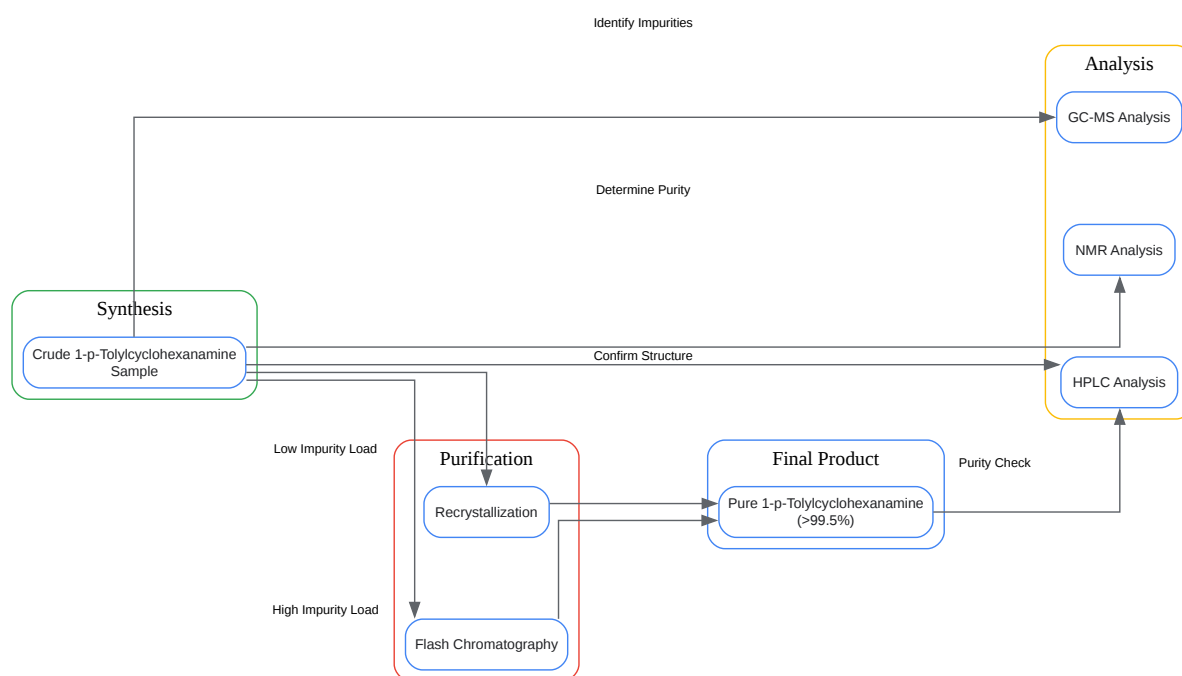 Identify Impurities
Analysis
GC-MS Analysis
Determine Purity
NMR Analysis
Synthesis
Crude 1-p-Tolylcyclohexanamine
Sample
Confirm Structure
HPLC Analysis
Low Impurity Load
Purification
Final Product
Purity Check
Recrystallization
Pure 1-p-Tolylcyclohexanamine
(>99.5%)
High Impurity Load
Flash Chromatography